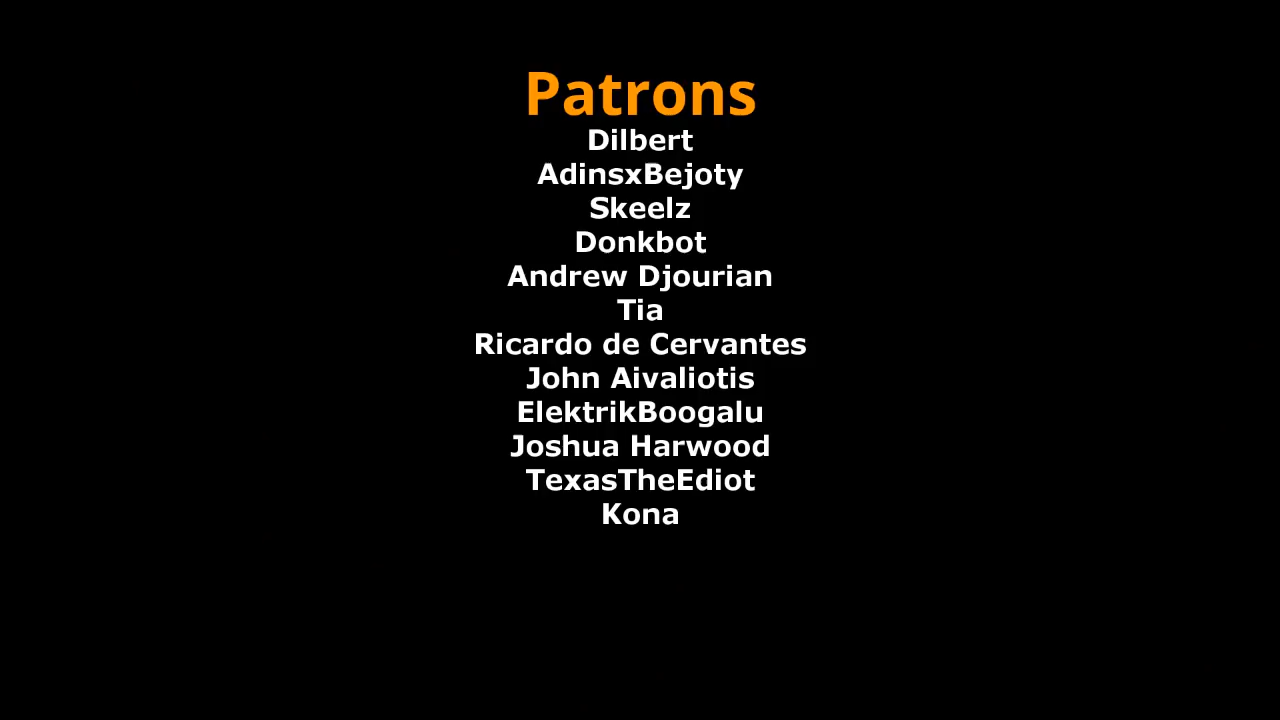 Patrons
Dilbert
AdinsxBejoty
Skeelz
Donkbot
Andrew Djourian
Tia
Ricardo de Cervantes
John Aivaliotis
ElektrikBoogalu
Joshua Harwood
TexasTheEdiot
Kona